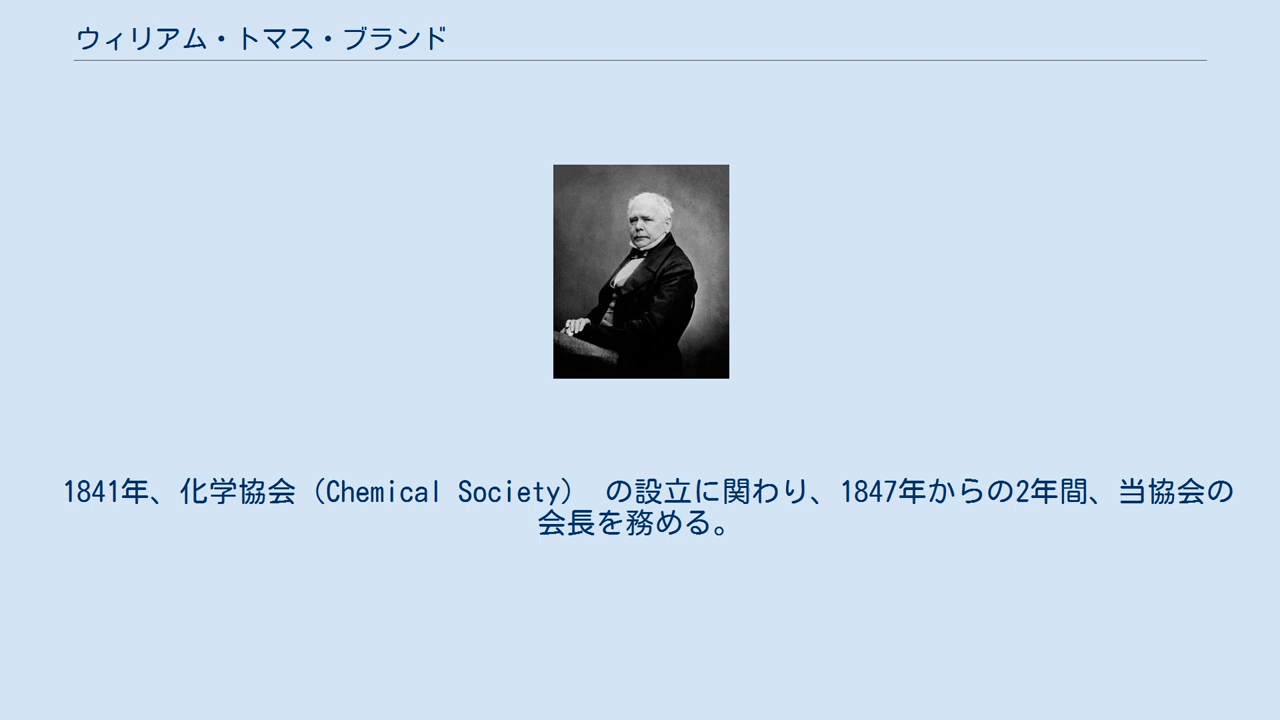 ウィリアム・トマス・ブランド
1841年、化学協会（Chemical Society） の設立に関わり、1847年からの2年間、当協会の
会長を務める。